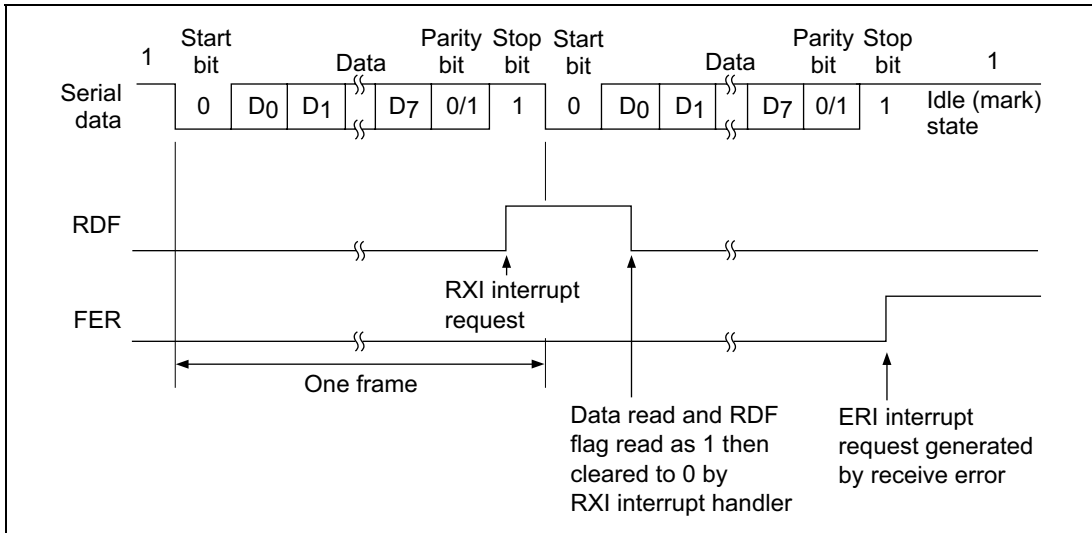 1 Start bit Data Parity bit Stop bit Start bit Data Parity bit Stop bit 1
Serial data 0 D0 D1 D7 0/1 1 0 D0 D1 D7 0/1 1 Idle (mark) state
RDF
RXI interrupt
request
FER
One frame
Data read and RDF
flag read as 1 then
cleared to 0 by
RXI interrupt handler
ERI interrupt
request generated
by receive error